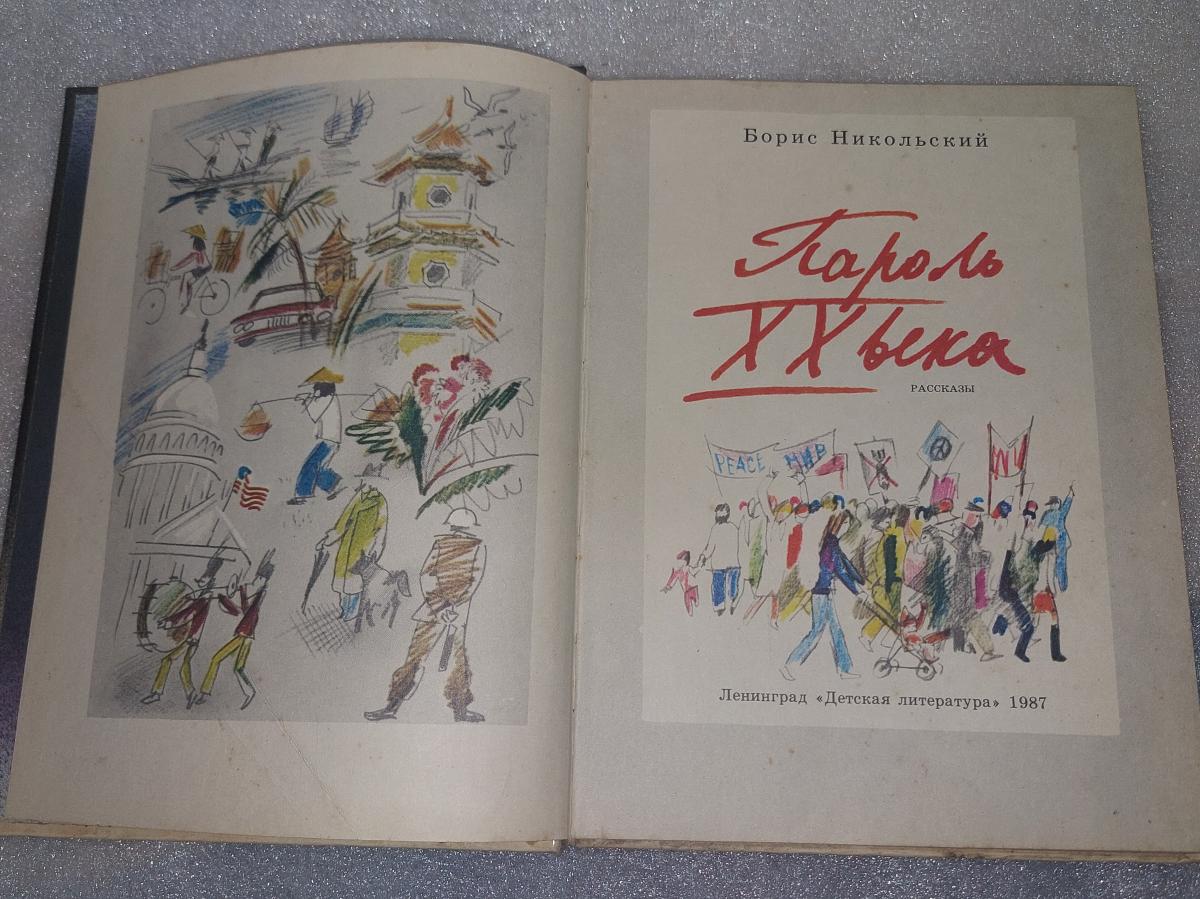 Борис Никольский
Пароль
XX века
РАССКАЗЫ
PEACE МИР
Ленинград «Детская литература» 1987